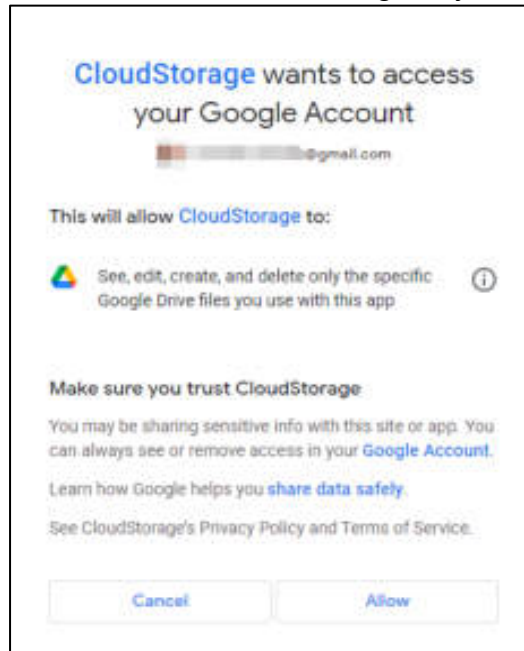 CloudStorage wants to access
your Google Account
@gmail.com
This will allow CloudStorage to:
See, edit, create, and delete only the specific
Google Drive files you use with this app
Make sure you trust CloudStorage
You may be sharing sensitive info with this site or app. You
can always see or remove access in your Google Account.
Learn how Google helps you share data safely.
See CloudStorage's Privacy Policy and Terms of Service.
Cancel
Allow